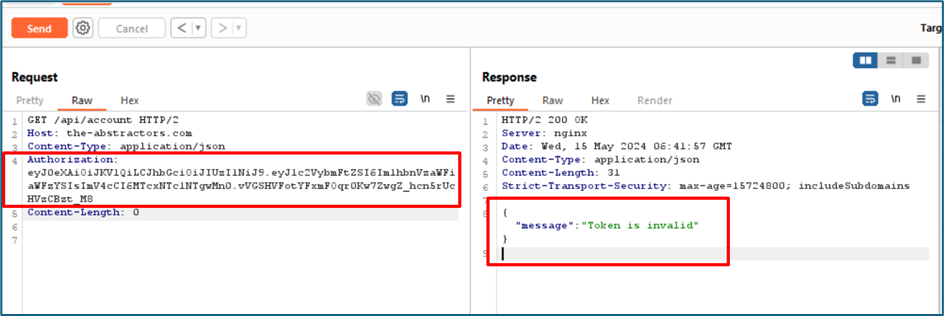 Send
Cancel
Targ
Request
Pretty Raw Hex
\n
1 GET /api/account HTTP/2
2 Host: the-abstractors.com
3 Content-Type: application/json
4 Authorization:
eyJ0eXAiOiJKV1QiLCJhbGciOiJIUzI1NiJ9.eyJ1c2VybmFtZSI6ImlhbnVzaWFi
aWFzYSIsImV4cCI6MTcxNTc1NTgwMn0.vVGSHVFotYFxmF0qr0Kw7ZwgZ_hcn5rUc
HVzCBzt_M8
5 Content-Length: 0
6
7
Response
Pretty Raw Hex Render
\n
1 HTTP/2 200 OK
2 Server: nginx
3 Date: Wed, 15 May 2024 06:41:57 GMT
4 Content-Type: application/json
5 Content-Length: 31
6 Strict-Transport-Security: max-age=15724800; includeSubdomains
7
8 {
"message":"Token is invalid"
}
9